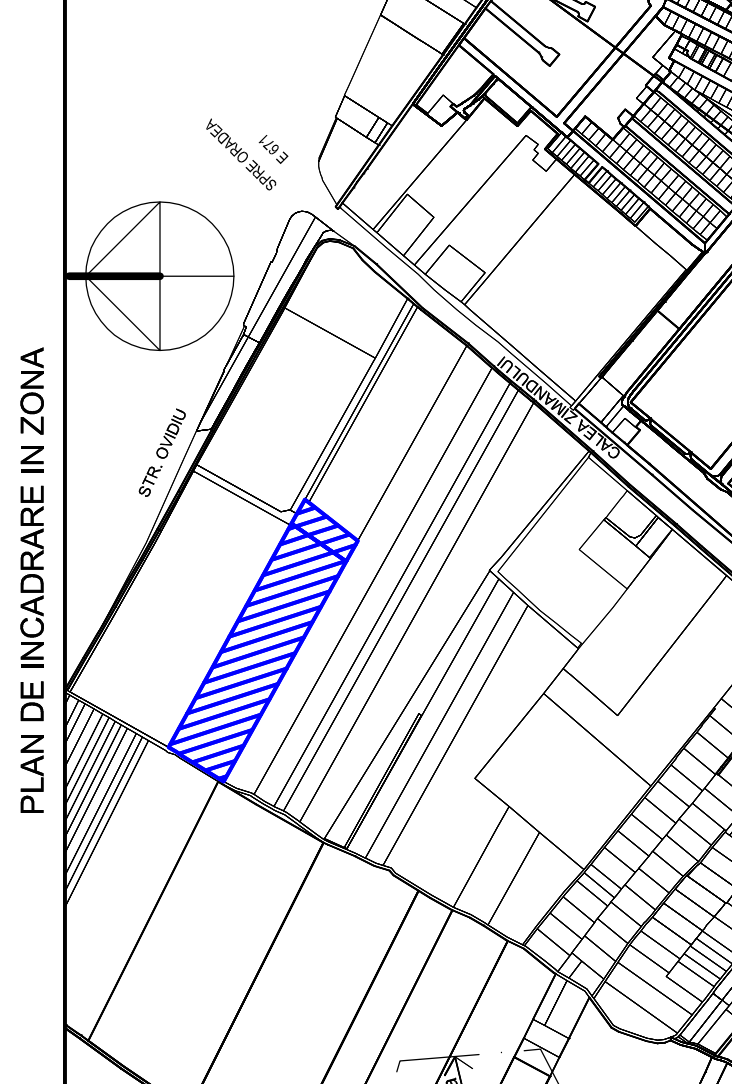 PLAN DE INCADRARE IN ZONA
SPRE ORADEA
E 671
STR. OVIDIU
CALEA ZIMANDULUI